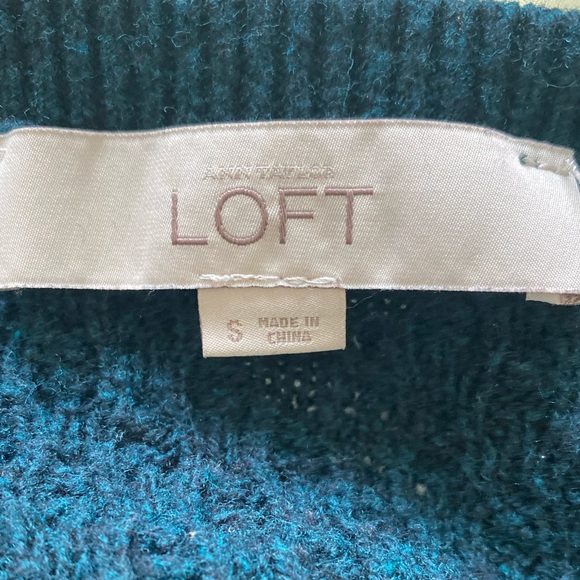 ANN TAYLOR
LOFT
S MADE IN
CHINA